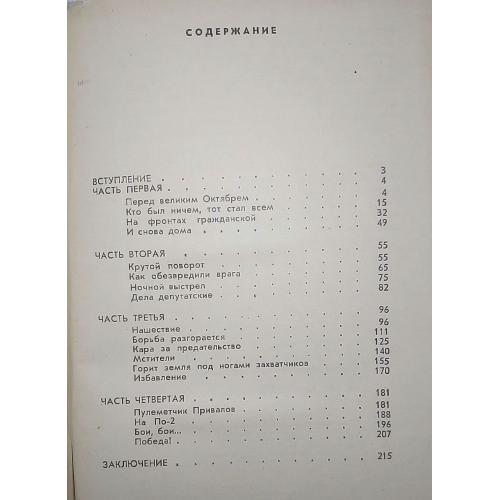 СОДЕРЖАНИЕ
ВСТУПЛЕНИЕ . . . . . . . . . . . 3
ЧАСТЬ ПЕРВАЯ . . . . . . . . . . 4
Перед великим Октябрем . . . . . . 4
Кто был ничем, тот стал всем . . . . . 15
На фронтах гражданской . . . . . . 32
И снова дома . . . . . . . . . 49
ЧАСТЬ ВТОРАЯ . . . . . . . . . . 55
Крутой поворот . . . . . . . . 55
Как обезвредили врага . . . . . . . 65
Ночной выстрел . . . . . . . . 75
Дела депутатские . . . . . . . . 82
ЧАСТЬ ТРЕТЬЯ . . . . . . . . . . 96
Нашествие . . . . . . . . . . 96
Борьба разгорается . . . . . . . . 111
Кара за предательство . . . . . . . 125
Мстители . . . . . . . . . . 140
Горит земля под ногами захватчиков . . . 155
Избавление . . . . . . . . . 170
ЧАСТЬ ЧЕТВЕРТАЯ . . . . . . . . . 181
Пулеметчик Привалов . . . . . . . 181
На По-2 . . . . . . . . . . 188
Бои, бои... . . . . . . . . . . 196
Победа! . . . . . . . . . . 207
ЗАКЛЮЧЕНИЕ . . . . . . . . . . 215